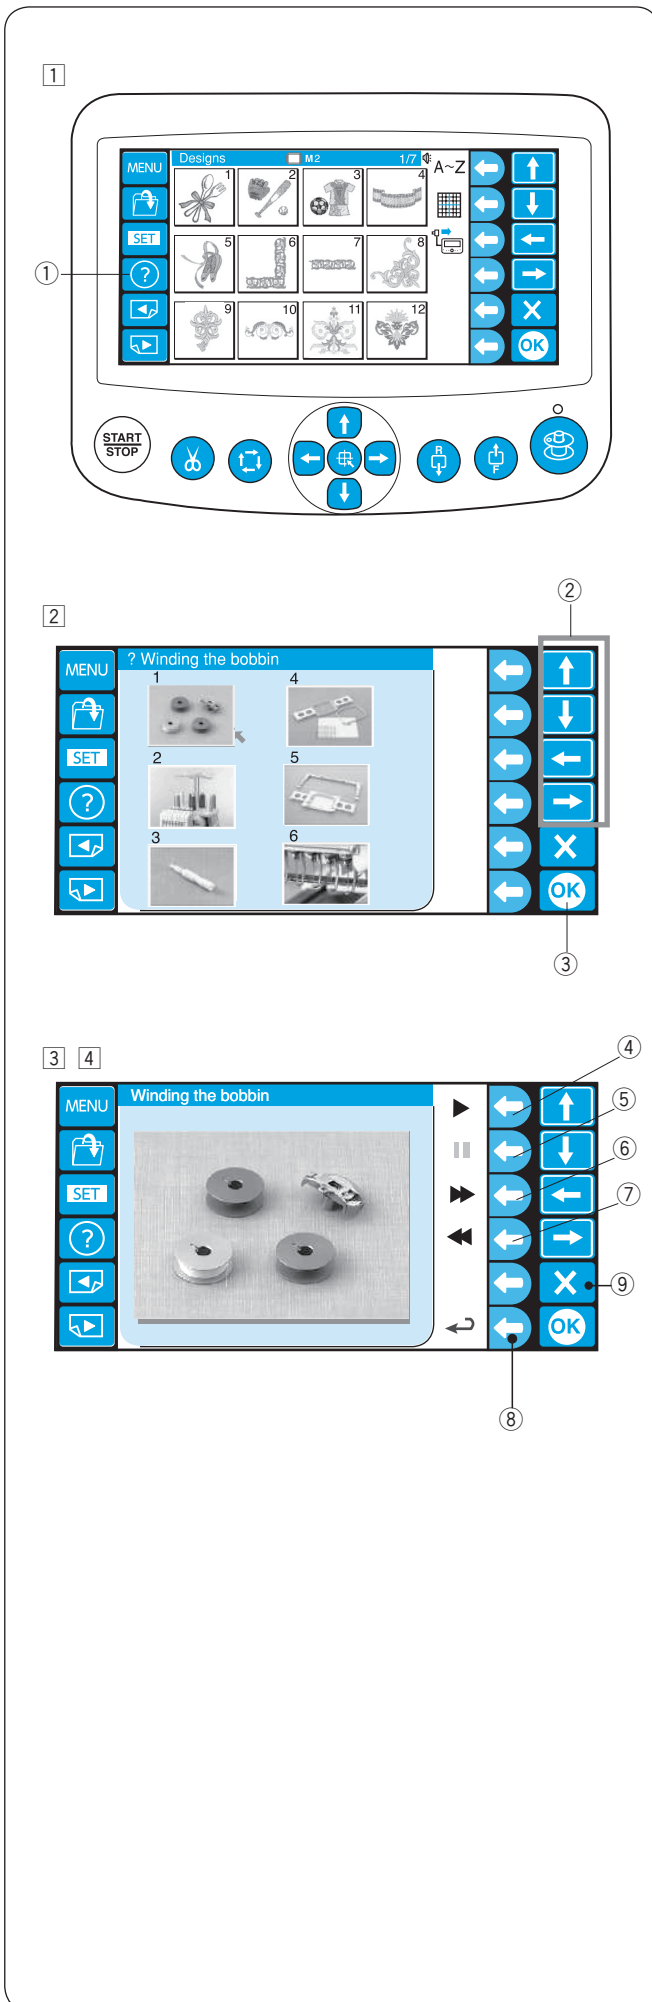 1
MENU
Designs M2 1/7
A~Z
1 2 3 4
SET
5 6 7 8
①
?
9 10 11 12
OK
START
STOP
R
F
②
2
MENU
? Winding the bobbin
1 4
SET
2 5
?
3 6
OK
③
3 4
④
MENU
Winding the bobbin
⑤
⑥
SET
⑦
?
⑨
OK
⑧